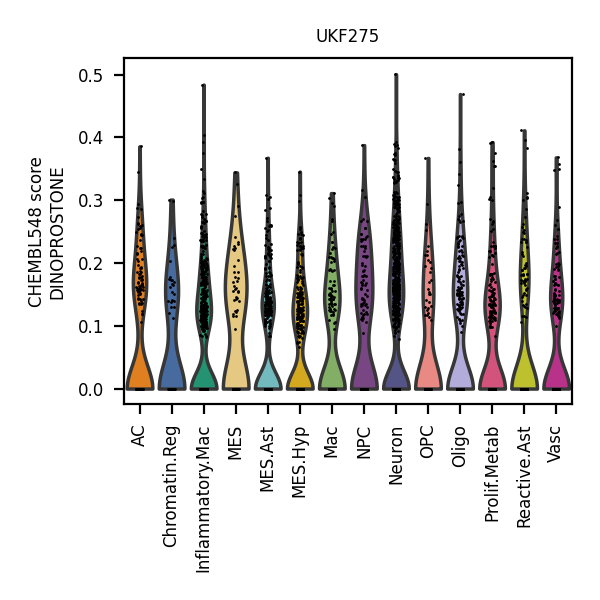 UKF275
CHEMBL548 score
DINOPROSTONE
0.5
0.4
0.3
0.2
0.1
0.0
AC
Chromatin.Reg
Inflammatory.Mac
MES
MES.Ast
MES.Hyp
Mac
NPC
Neuron
OPC
Oligo
Prolif.Metab
Reactive.Ast
Vasc